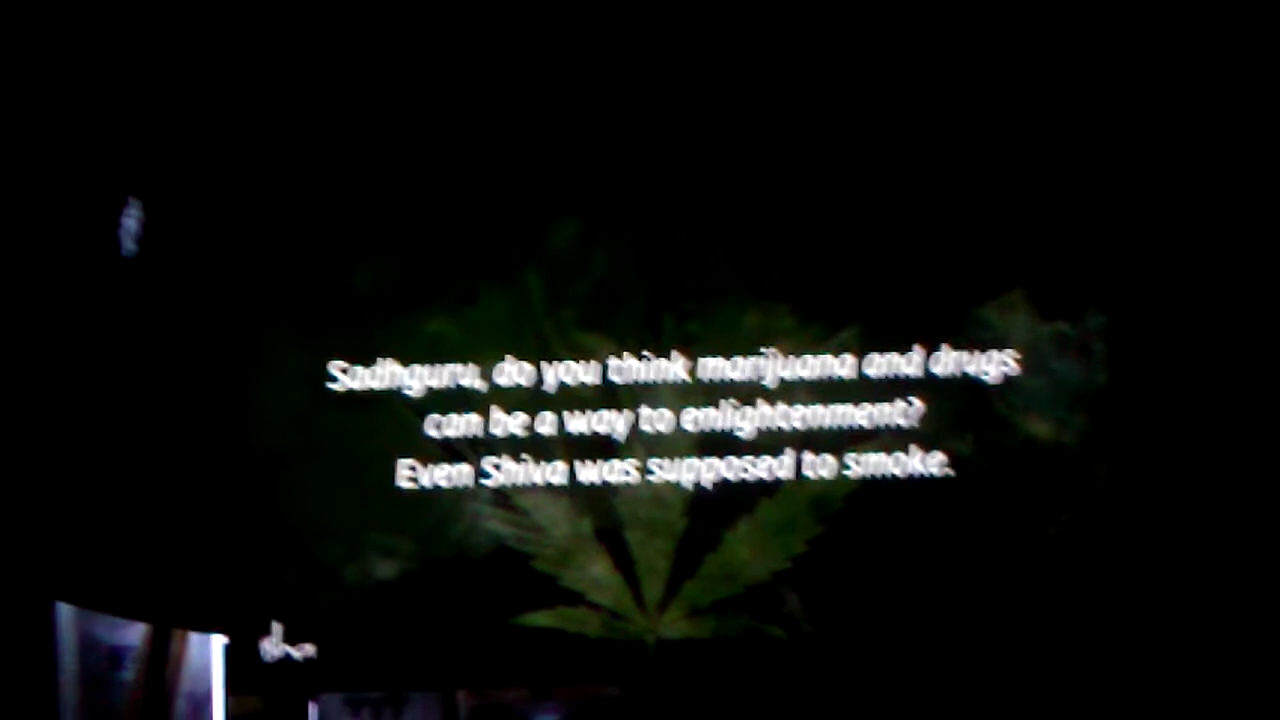 Sadhguru, do you think marijuana and drugs
can be a way to enlightenment?
Even Shiva was supposed to smoke.